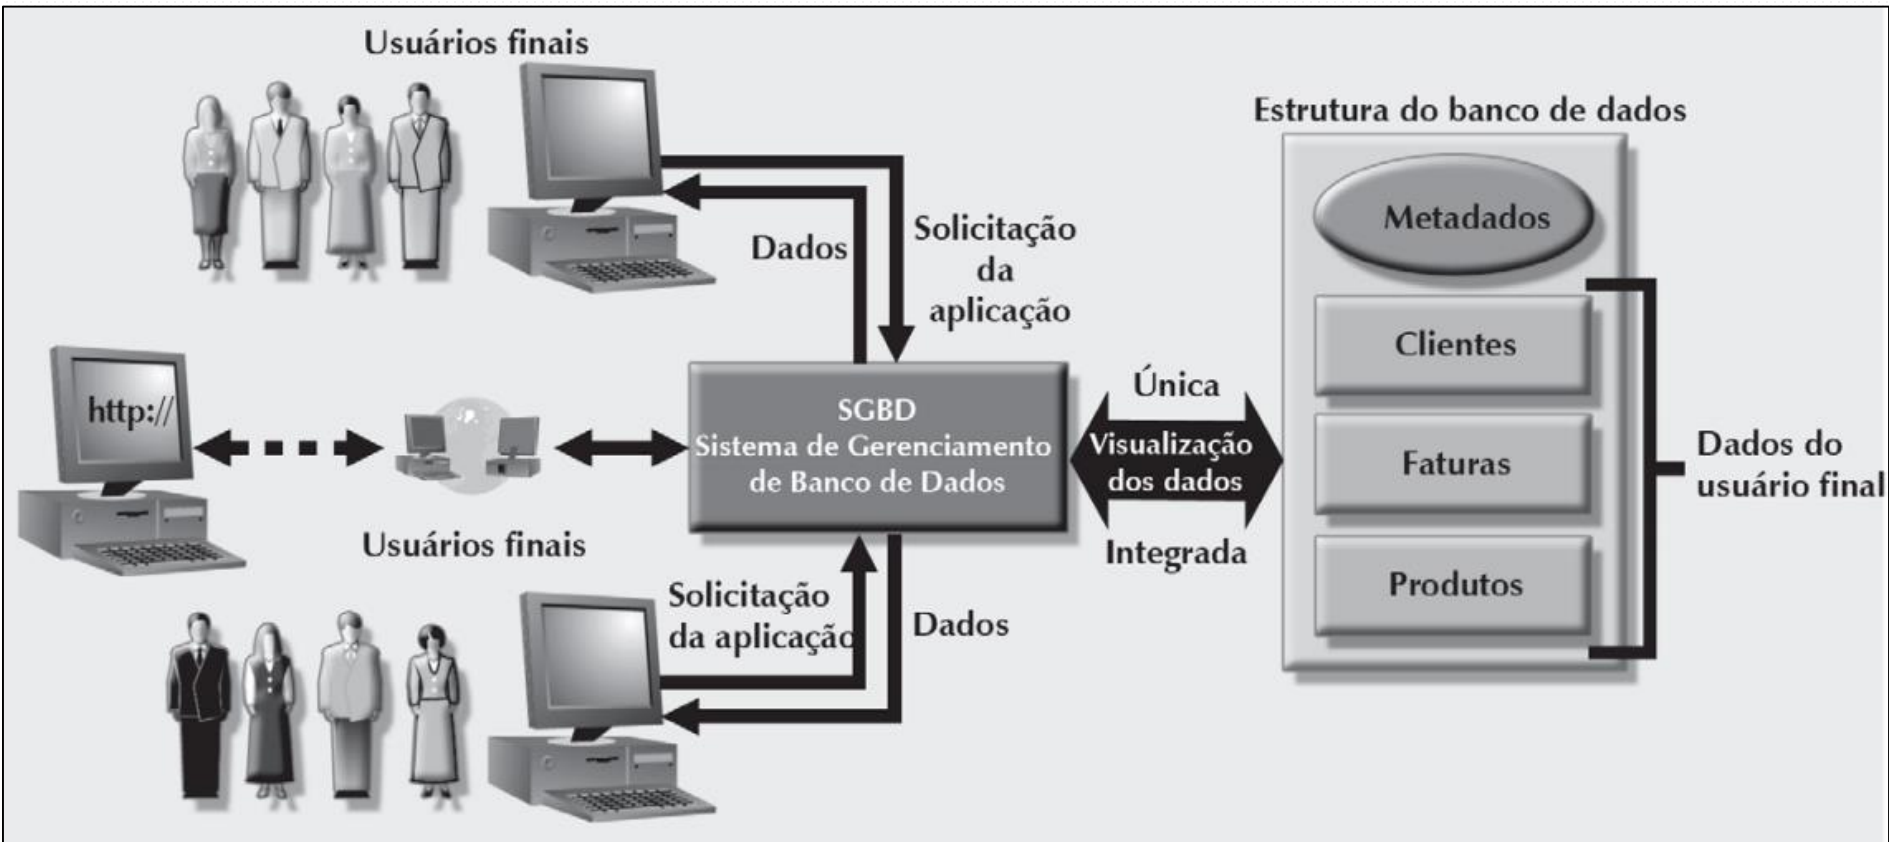 Usuários finais
Dados
Solicitação
da
aplicação
http://
Usuários finais
Solicitação
da aplicação
Dados
SGBD
Sistema de Gerenciamento
de Banco de Dados
Única
Visualização
dos dados
Integrada
Estrutura do banco de dados
Metadados
Clientes
Faturas
Produtos
Dados do
usuário final